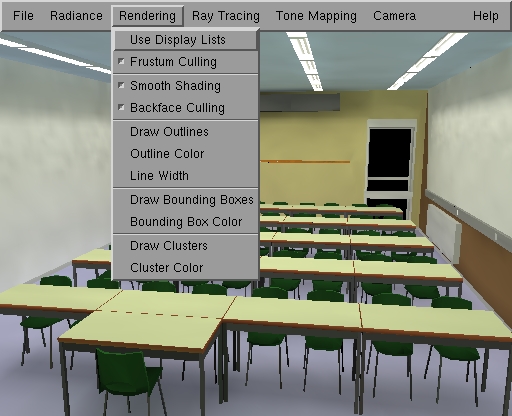 File Radiance Rendering Ray Tracing Tone Mapping Camera Help
Use Display Lists
Frustum Culling
Smooth Shading
Backface Culling
Draw Outlines
Outline Color
Line Width
Draw Bounding Boxes
Bounding Box Color
Draw Clusters
Cluster Color